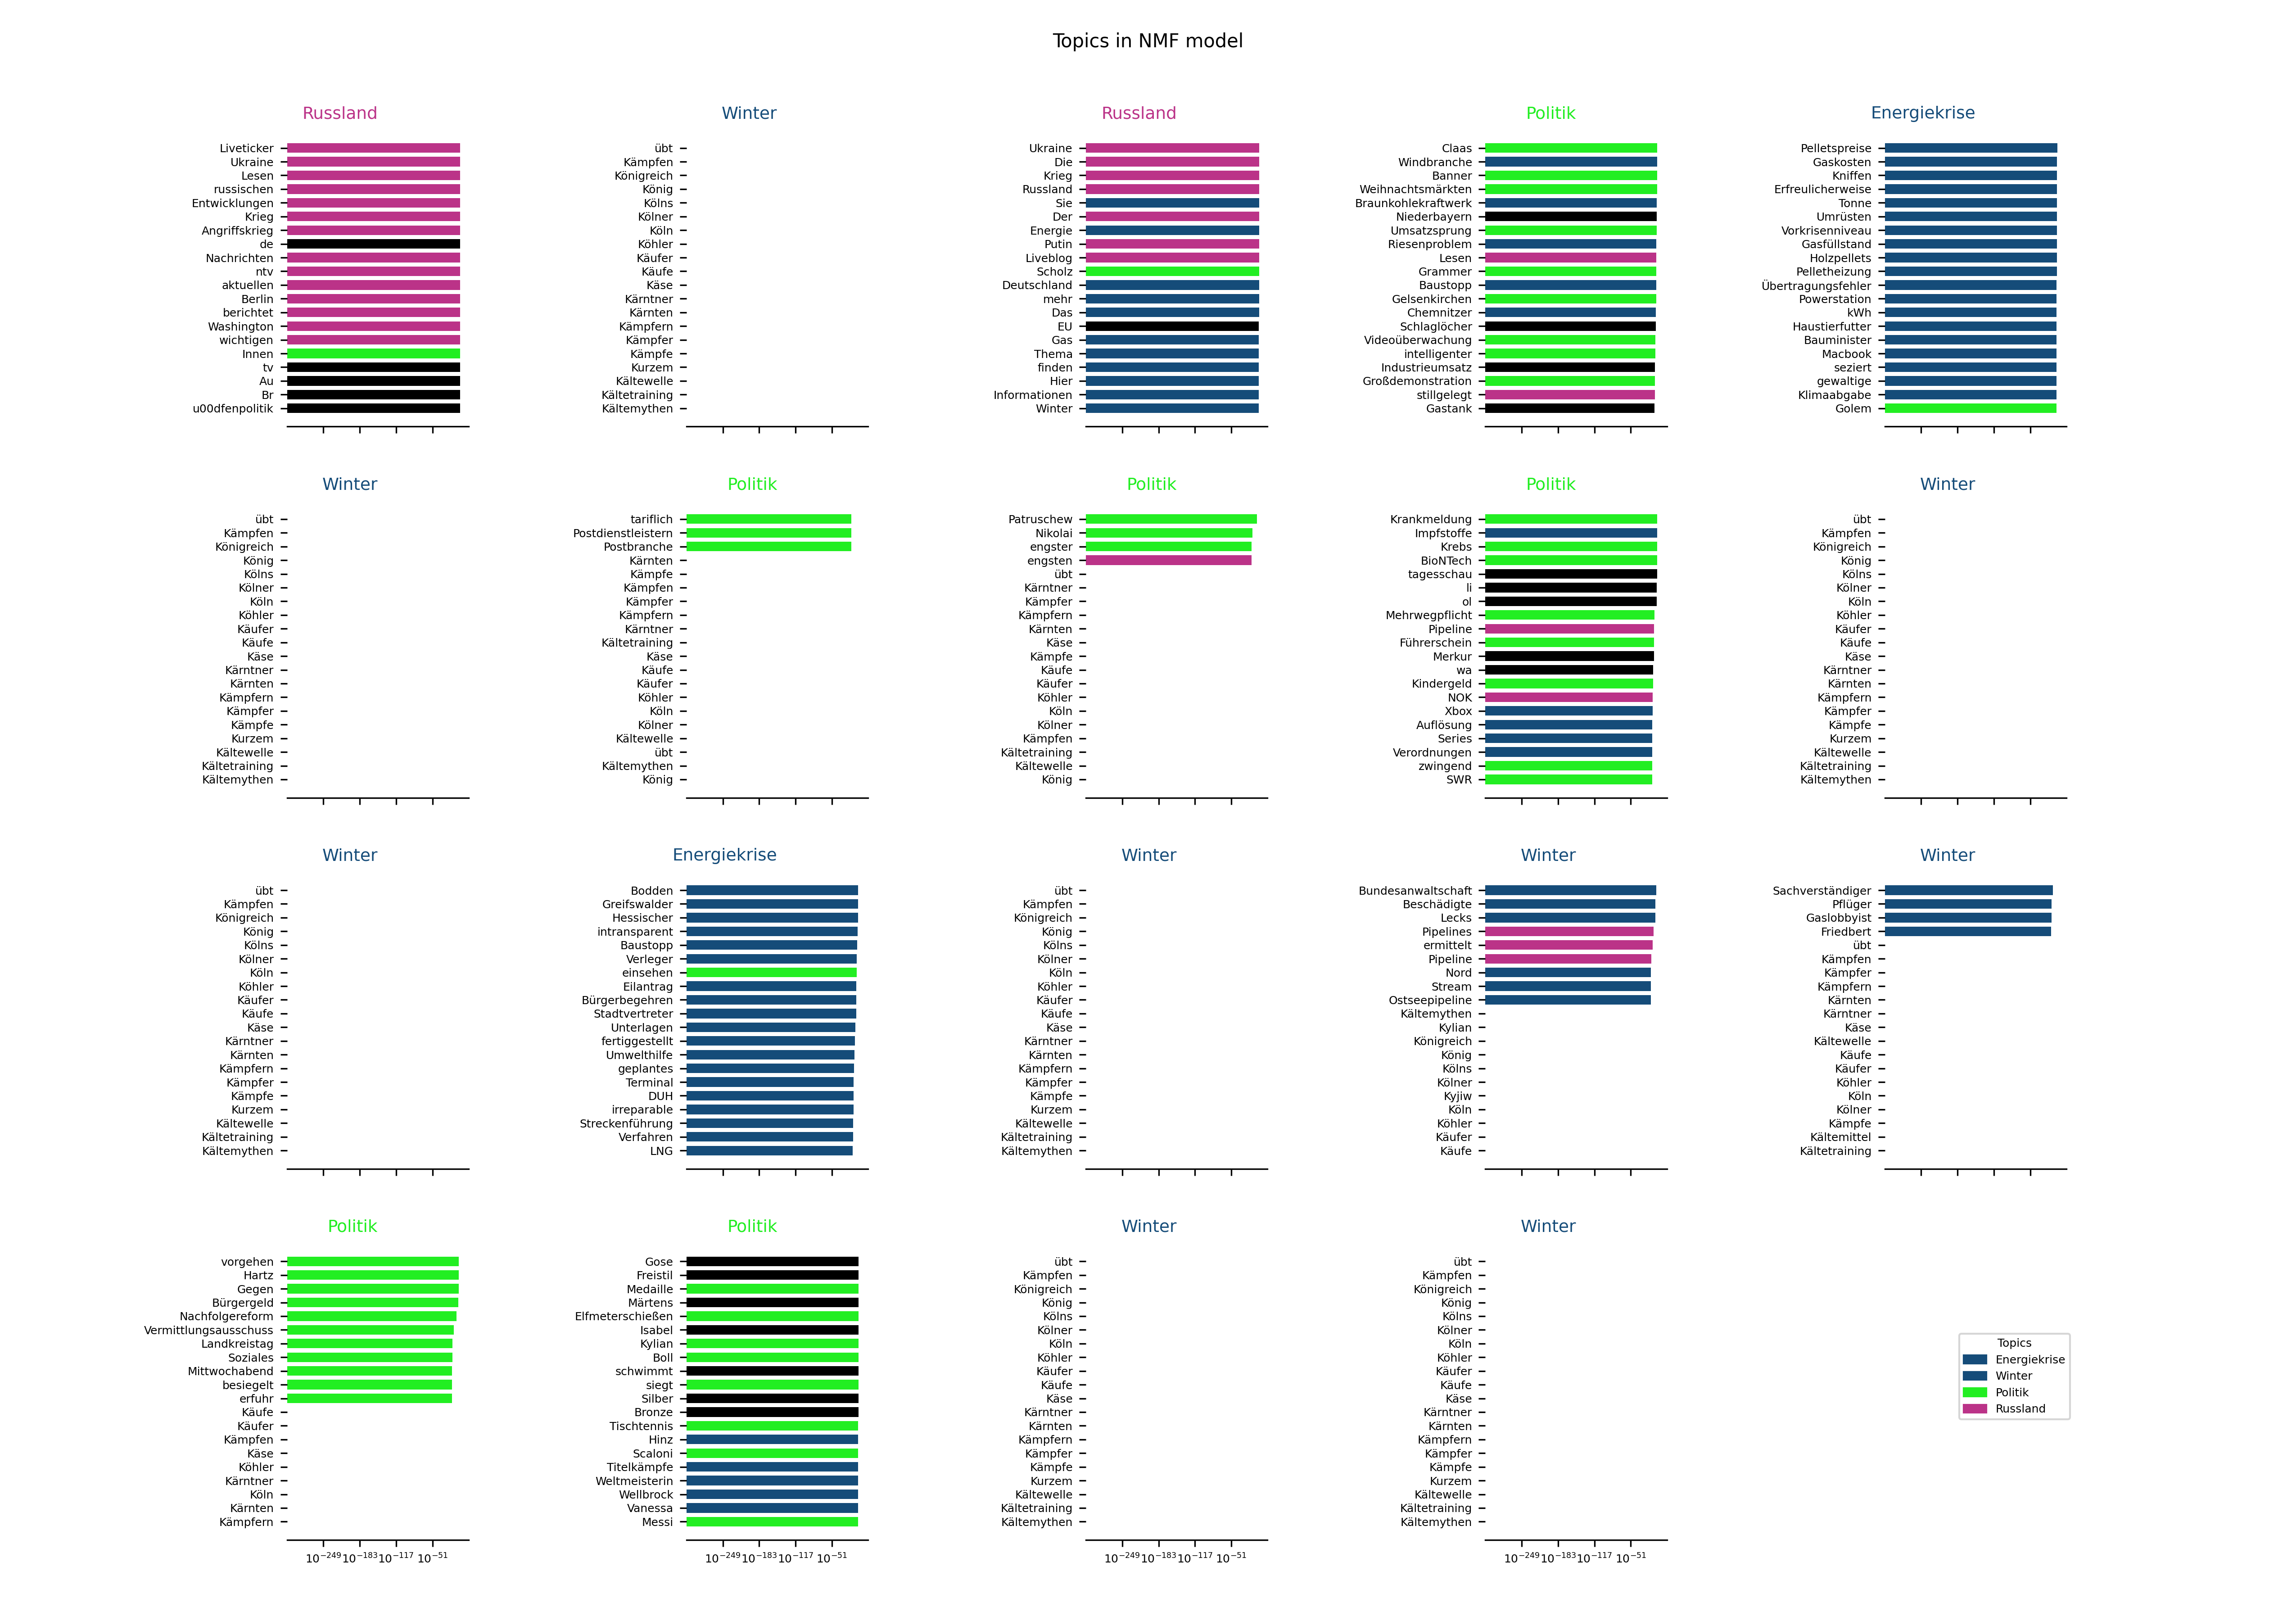 Topics in NMF model
Russland
Liveticker
Ukraine
Lesen
russischen
Entwicklungen
Krieg
Angriffskrieg
de
Nachrichten
ntv
aktuellen
Berlin
berichtet
Washington
wichtigen
Innen
tv
Au
Br
u00dfenpolitik
Winter
übt
Kämpfen
Königreich
König
Kölns
Kölner
Köln
Köhler
Käufer
Käufe
Käse
Kärntner
Kärnten
Kämpfern
Kämpfer
Kämpfe
Kurzem
Kältewelle
Kältetraining
Kältemythen
Russland
Ukraine
Die
Krieg
Russland
Sie
Der
Energie
Putin
Liveblog
Scholz
Deutschland
mehr
Das
EU
Gas
Thema
finden
Hier
Informationen
Winter
Politik
Claas
Windbranche
Banner
Weihnachtsmärkten
Braunkohlekraftwerk
Niederbayern
Umsatzsprung
Riesenproblem
Lesen
Grammer
Baustopp
Gelsenkirchen
Chemnitzer
Schlaglöcher
Videoüberwachung
intelligenter
Industrieumsatz
Großdemonstration
stillgelegt
Gastank
Energiekrise
Pelletspreise
Gaskosten
Kniffen
Erfreulicherweise
Tonne
Umrüsten
Vorkrisenniveau
Gasfüllstand
Holzpellets
Pelletheizung
Übertragungsfehler
Powerstation
kWh
Haustierfutter
Bauminister
Macbook
seziert
gewaltige
Klimaabgabe
Golem
Winter
übt
Kämpfen
Königreich
König
Kölns
Kölner
Köln
Köhler
Käufer
Käufe
Käse
Kärntner
Kärnten
Kämpfern
Kämpfer
Kämpfe
Kurzem
Kältewelle
Kältetraining
Kältemythen
Politik
tariflich
Postdienstleistern
Postbranche
Kärnten
Kämpfe
Kämpfen
Kämpfer
Kämpfern
Kärntner
Kältetraining
Käse
Käufe
Käufer
Köhler
Köln
Kölner
Kältewelle
übt
Kältemythen
König
Politik
Patruschew
Nikolai
engster
engsten
übt
Kärntner
Kämpfer
Kämpfern
Kärnten
Käse
Kämpfe
Käufe
Käufer
Köhler
Köln
Kölner
Kämpfen
Kältetraining
Kältewelle
König
Politik
Krankmeldung
Impfstoffe
Krebs
BioNTech
tagesschau
li
ol
Mehrwegpflicht
Pipeline
Führerschein
Merkur
wa
Kindergeld
NOK
Xbox
Auflösung
Series
Verordnungen
zwingend
SWR
Winter
übt
Kämpfen
Königreich
König
Kölns
Kölner
Köln
Köhler
Käufer
Käufe
Käse
Kärntner
Kärnten
Kämpfern
Kämpfer
Kämpfe
Kurzem
Kältewelle
Kältetraining
Kältemythen
Winter
übt
Kämpfen
Königreich
König
Kölns
Kölner
Köln
Köhler
Käufer
Käufe
Käse
Kärntner
Kärnten
Kämpfern
Kämpfer
Kämpfe
Kurzem
Kältewelle
Kältetraining
Kältemythen
Energiekrise
Bodden
Greifswalder
Hessischer
intransparent
Baustopp
Verleger
einsehen
Eilantrag
Bürgerbegehren
Stadtvertreter
Unterlagen
fertiggestellt
Umwelthilfe
geplantes
Terminal
DUH
irreparable
Streckenführung
Verfahren
LNG
Winter
übt
Kämpfen
Königreich
König
Kölns
Kölner
Köln
Köhler
Käufer
Käufe
Käse
Kärntner
Kärnten
Kämpfern
Kämpfer
Kämpfe
Kurzem
Kältewelle
Kältetraining
Kältemythen
Winter
Bundesanwaltschaft
Beschädigte
Lecks
Pipelines
ermittelt
Pipeline
Nord
Stream
Ostseepipeline
Kältemythen
Kylian
Königreich
König
Kölns
Kölner
Kyjiw
Köln
Köhler
Käufer
Käufe
Winter
Sachverständiger
Pflüger
Gaslobbyist
Friedbert
übt
Kämpfen
Kämpfer
Kämpfern
Kärnten
Kärntner
Käse
Kältewelle
Käufe
Käufer
Köhler
Köln
Kölner
Kämpfe
Kältemittel
Kältetraining
Politik
vorgehen
Hartz
Gegen
Bürgergeld
Nachfolgereform
Vermittlungsausschuss
Landkreistag
Soziales
Mittwochabend
besiegelt
erfuhr
Käufe
Käufer
Kämpfen
Käse
Köhler
Kärntner
Köln
Kärnten
Kämpfern
10⁻²⁴⁹ 10⁻¹⁸³ 10⁻¹¹⁷ 10⁻⁵¹
Politik
Gose
Freistil
Medaille
Märtens
Elfmeterschießen
Isabel
Kylian
Boll
schwimmt
siegt
Silber
Bronze
Tischtennis
Hinz
Scaloni
Titelkämpfe
Weltmeisterin
Wellbrock
Vanessa
Messi
10⁻²⁴⁹ 10⁻¹⁸³ 10⁻¹¹⁷ 10⁻⁵¹
Winter
übt
Kämpfen
Königreich
König
Kölns
Kölner
Köln
Köhler
Käufer
Käufe
Käse
Kärntner
Kärnten
Kämpfern
Kämpfer
Kämpfe
Kurzem
Kältewelle
Kältetraining
Kältemythen
10⁻²⁴⁹ 10⁻¹⁸³ 10⁻¹¹⁷ 10⁻⁵¹
Winter
übt
Kämpfen
Königreich
König
Kölns
Kölner
Köln
Köhler
Käufer
Käufe
Käse
Kärntner
Kärnten
Kämpfern
Kämpfer
Kämpfe
Kurzem
Kältewelle
Kältetraining
Kältemythen
10⁻²⁴⁹ 10⁻¹⁸³ 10⁻¹¹⁷ 10⁻⁵¹
Topics
Energiekrise
Winter
Politik
Russland